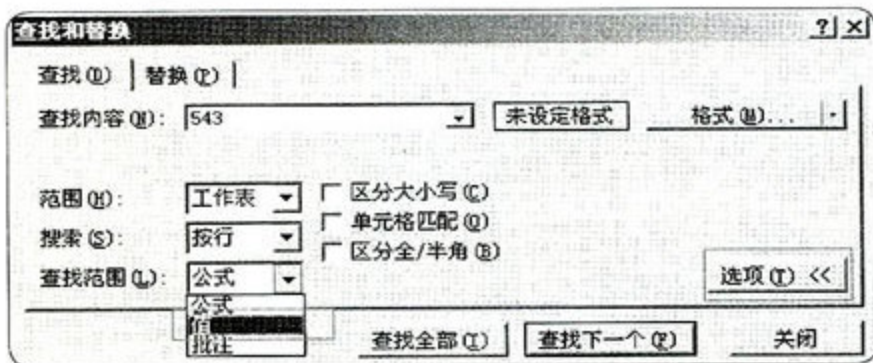 查找和替换
查找(D) 替换(P)
查找内容(N): 543 未设定格式 格式(M)...
范围(H): 工作表 区分大小写(C)
单元格匹配(O)
搜索(S): 按行
区分全/半角(B)
查找范围(L): 公式 选项(T) <<
公式
值
批注
查找全部(I) 查找下一个(F) 关闭